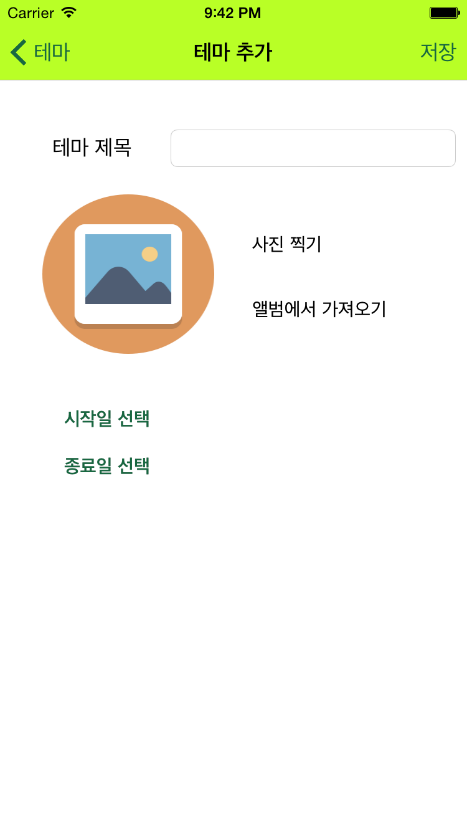 Carrier 9:42 PM
테마 테마 추가 저장
테마 제목
사진 찍기
앨범에서 가져오기
시작일 선택
종료일 선택